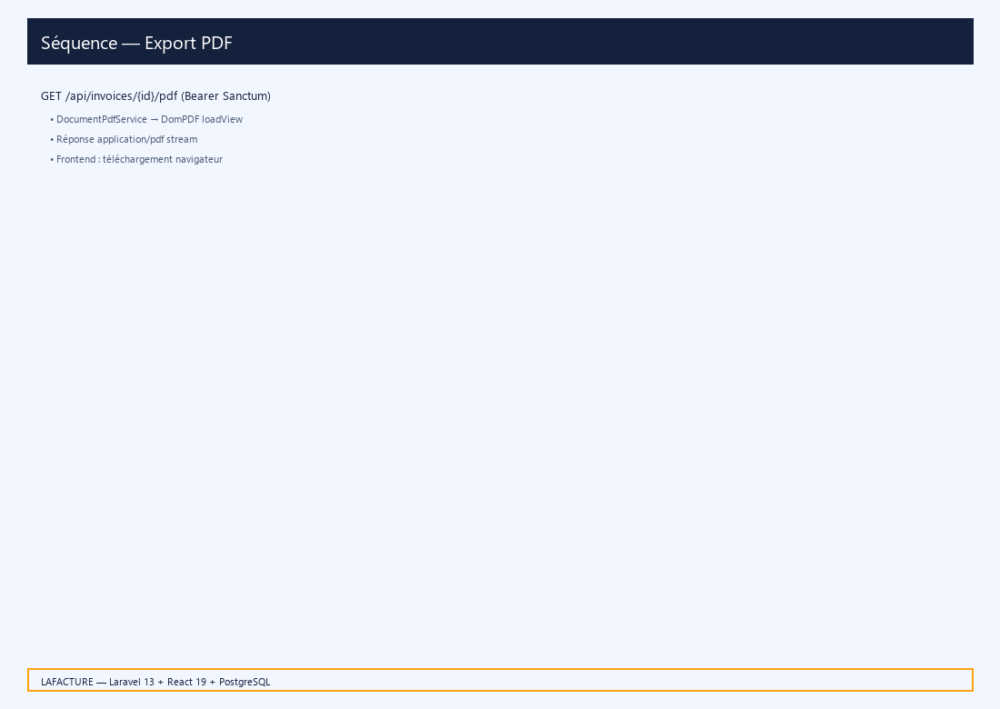 Séquence — Export PDF
GET /api/invoices/{id}/pdf (Bearer Sanctum)
• DocumentPdfService → DomPDF loadView
• Réponse application/pdf stream
• Frontend : téléchargement navigateur
LAFACTURE — Laravel 13 + React 19 + PostgreSQL